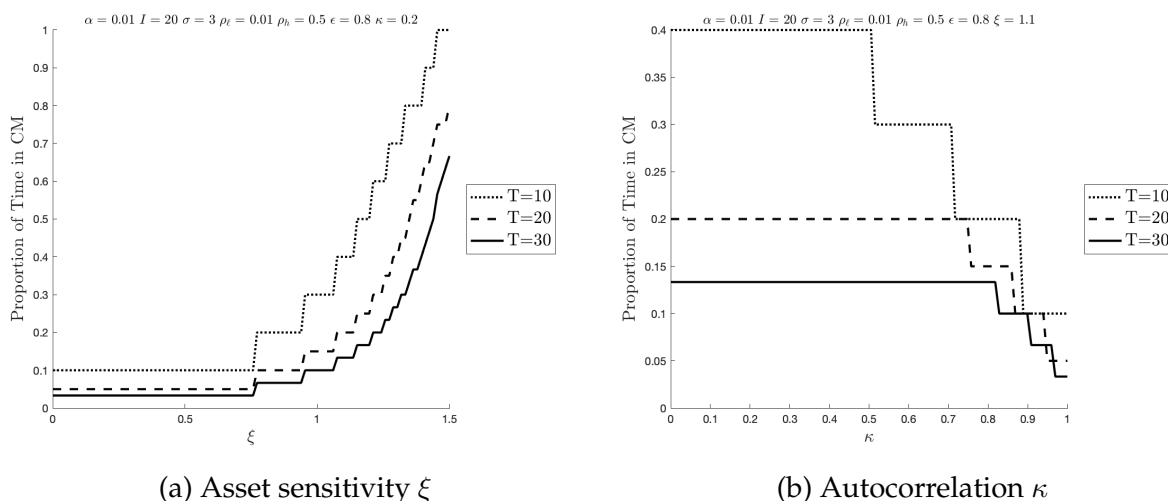 α = 0.01 I = 20 σ = 3 ρℓ = 0.01 ρh = 0.5 ϵ = 0.8 κ = 0.2
Proportion of Time in CM
1
0.9
0.8
0.7
0.6
0.5
0.4
0.3
0.2
0.1
0
0 0.5 1 1.5
ξ
T=10
T=20
T=30
(a) Asset sensitivity ξ
α = 0.01 I = 20 σ = 3 ρℓ = 0.01 ρh = 0.5 ϵ = 0.8 ξ = 1.1
Proportion of Time in CM
0.4
0.35
0.3
0.25
0.2
0.15
0.1
0.05
0
0 0.1 0.2 0.3 0.4 0.5 0.6 0.7 0.8 0.9 1
κ
T=10
T=20
T=30
(b) Autocorrelation κ